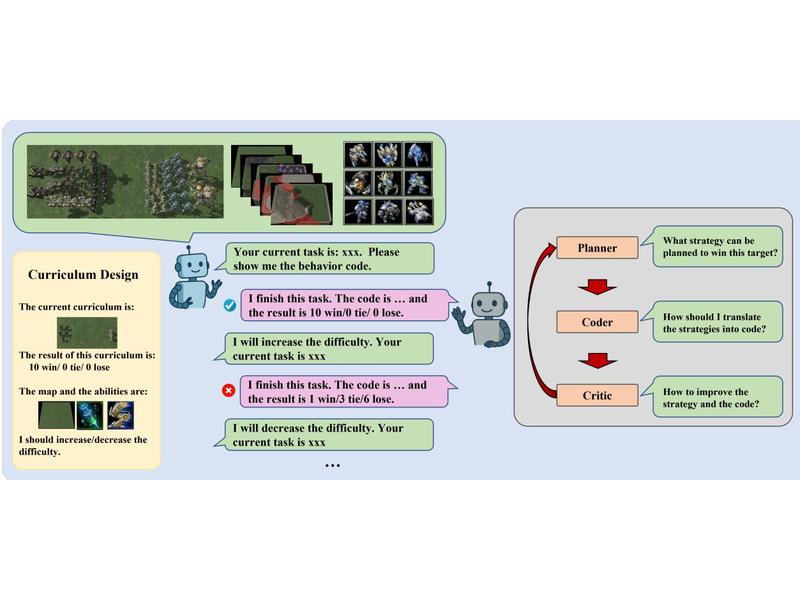 Curriculum Design
The current curriculum is:
The result of this curriculum is:
10 win/ 0 tie/ 0 lose
The map and the abilities are:
I should increase/decrease the
difficulty.
Your current task is: xxx.  Please
show me the behavior code.
I finish this task. The code is … and
the result is 10 win/0 tie/ 0 lose.
I will increase the difficulty. Your
current task is xxx
I finish this task. The code is … and
the result is 1 win/3 tie/6 lose.
I will decrease the difficulty. Your
current task is xxx
…
Planner
What strategy can be
planned to win this target?
Coder
How should I translate
the strategies into code?
Critic
How to improve the
strategy and the code?